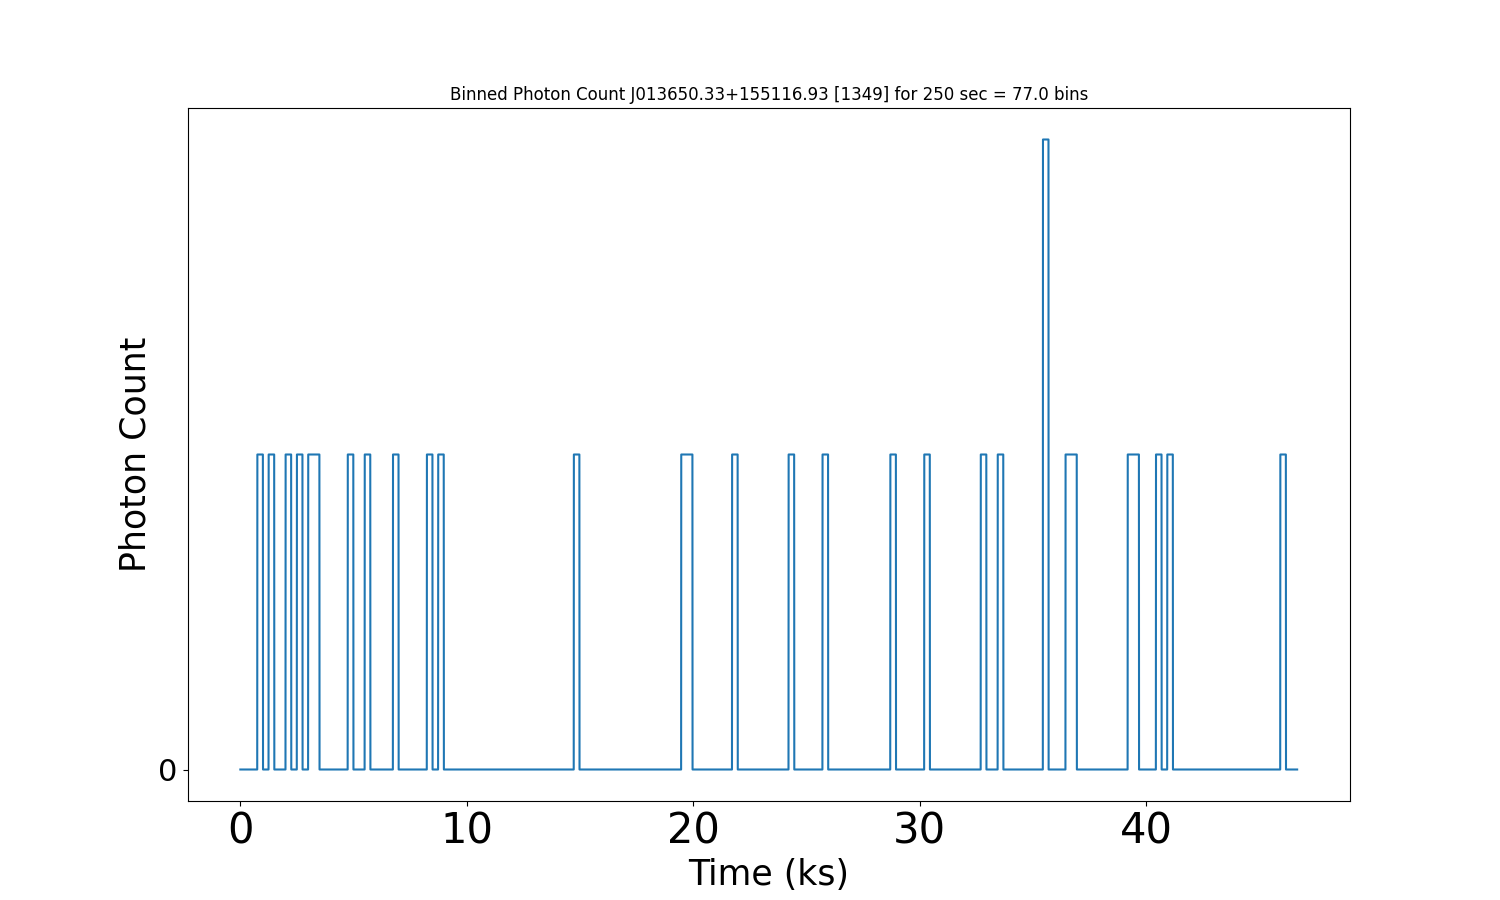 Binned Photon Count J013650.33+155116.93 [1349] for 250 sec = 77.0 bins
Photon Count
0
0 10 20 30 40
Time (ks)